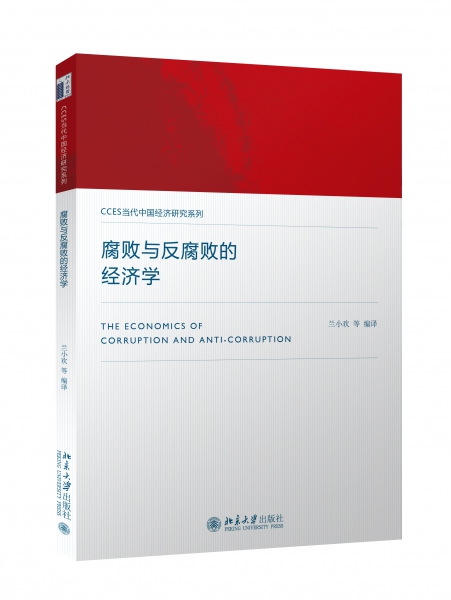 CCES当代中国经济研究系列
腐败与反腐败的
经济学
THE ECONOMICS OF
CORRUPTION AND ANTI-CORRUPTION
兰小欢 等 编译
北京大学出版社
PEKING UNIVERSITY PRESS
CCES当代中国经济研究系列
腐败与反腐败的经济学
兰小欢 等 编译
北京大学出版社
PEKING UNIVERSITY PRESS